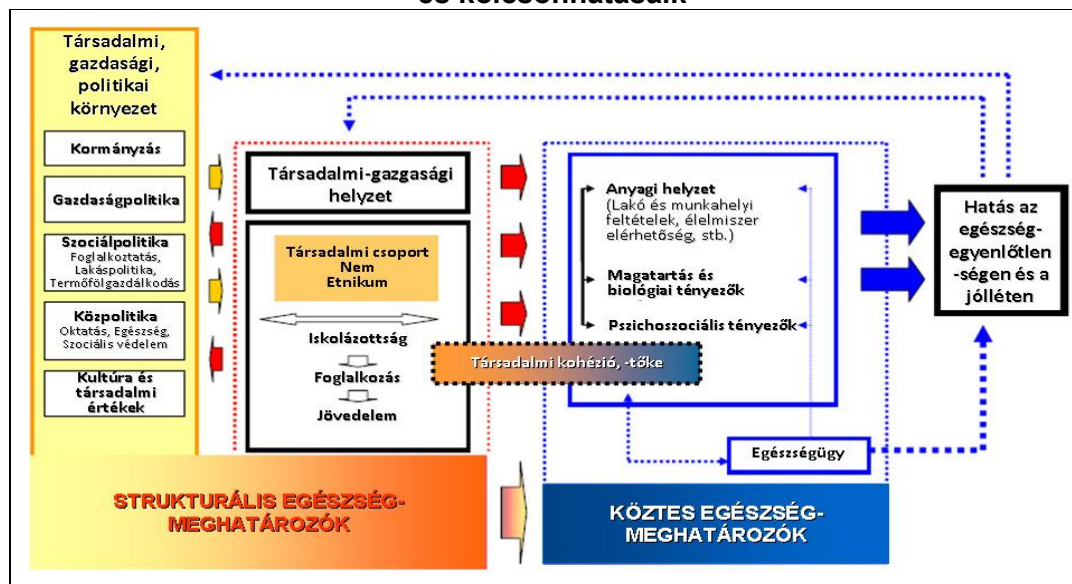 és kölcsönhatásaik
Társadalmi,
gazdasági,
politikai
környezet
Kormányzás
Gazdaságpolitika
Szociálpolitika
Foglalkoztatás,
Lakáspolitika,
Termőfölgazdálkodás
Közpolitika
Oktatás, Egészség,
Szociális védelem
Kultúra és
társadalmi
értékek
Társadalmi-gazgasági
helyzet
Társadalmi csoport
Nem
Etnikum
Iskolázottság
Foglalkozás
Jövedelem
Társadalmi kohézió, -tőke
Anyagi helyzet
(Lakó és munkahelyi
feltételek, élelmiszer
elérhetőség, stb.)
Magatartás és
biológiai tényezők
Pszichoszociális tényezők
Egészségügy
Hatás az
egészség-
egyenlőtlen
-ségen és a
jólléten
STRUKTURÁLIS EGÉSZSÉG-
MEGHATÁROZÓK
KÖZTES EGÉSZSÉG-
MEGHATÁROZÓK